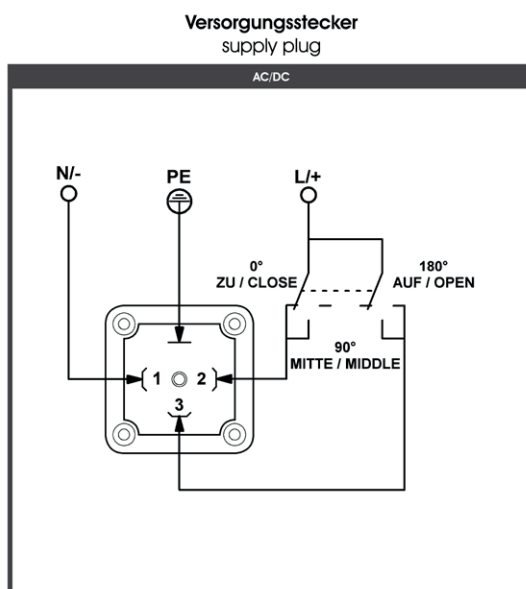 Versorgungsstecker
supply plug
AC/DC
N/-
PE
L/+
0°
ZU / CLOSE
180°
AUF / OPEN
90°
MITTE / MIDDLE
1
2
3